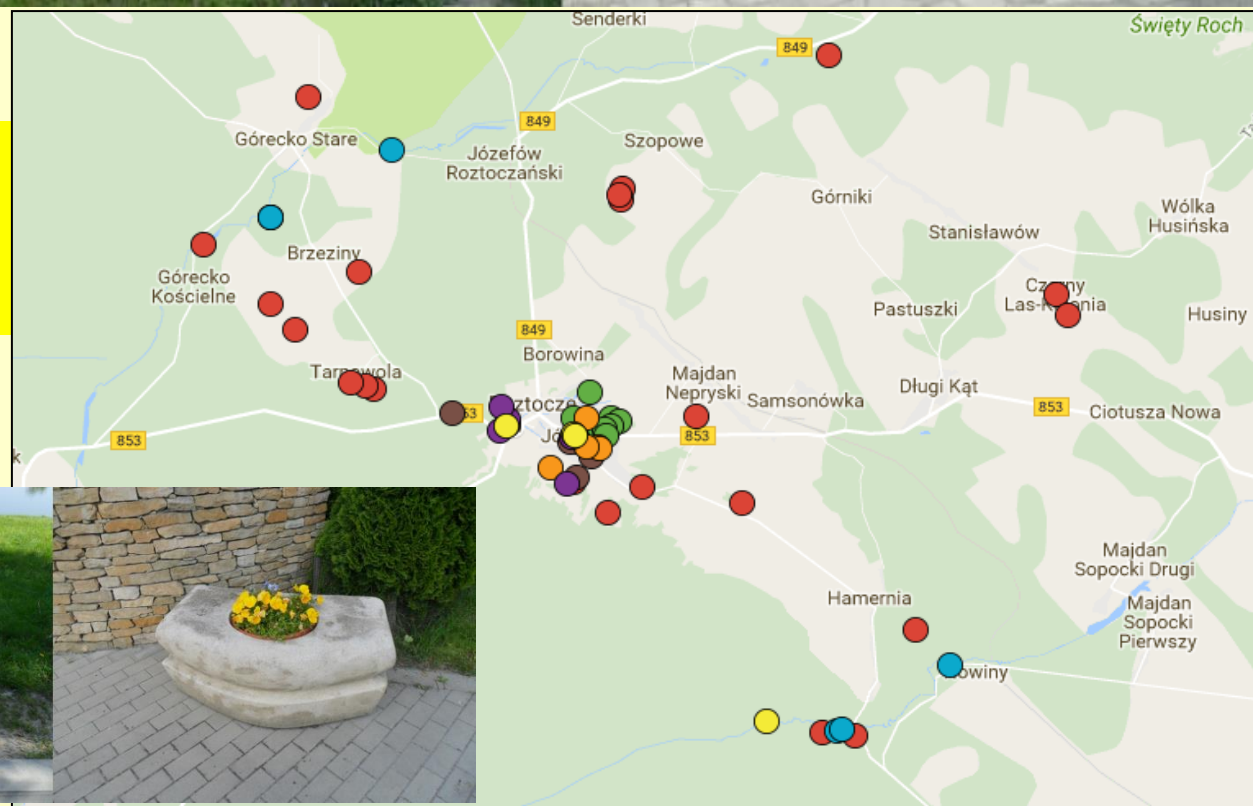 Senderki
Święty Roch
849
Górecko Stare
849
Józefów
Roztoczański
Szopowe
Górniki
Wólka
Husińska
Stanisławów
Brzeziny
Górecko
Kościelne
Pastuszki
Las-
Husiny
849
Borowina
Majdan
Nepryski
Samsonówka
Długi Kąt
853
Ciotusza Nowa
853
853
Majdan
Sopocki Drugi
Hamernia
Majdan
Sopocki
Pierwszy